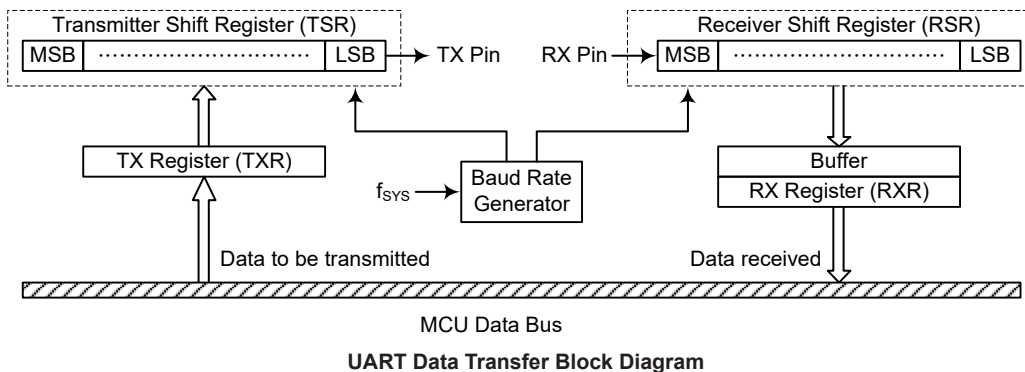 Transmitter Shift Register (TSR)
Receiver Shift Register (RSR)
MSB ........................................ LSB
TX Pin
RX Pin
MSB ........................................ LSB
TX Register (TXR)
fSYS
Baud Rate
Generator
Buffer
RX Register (RXR)
Data to be transmitted
Data received
MCU Data Bus
UART Data Transfer Block Diagram